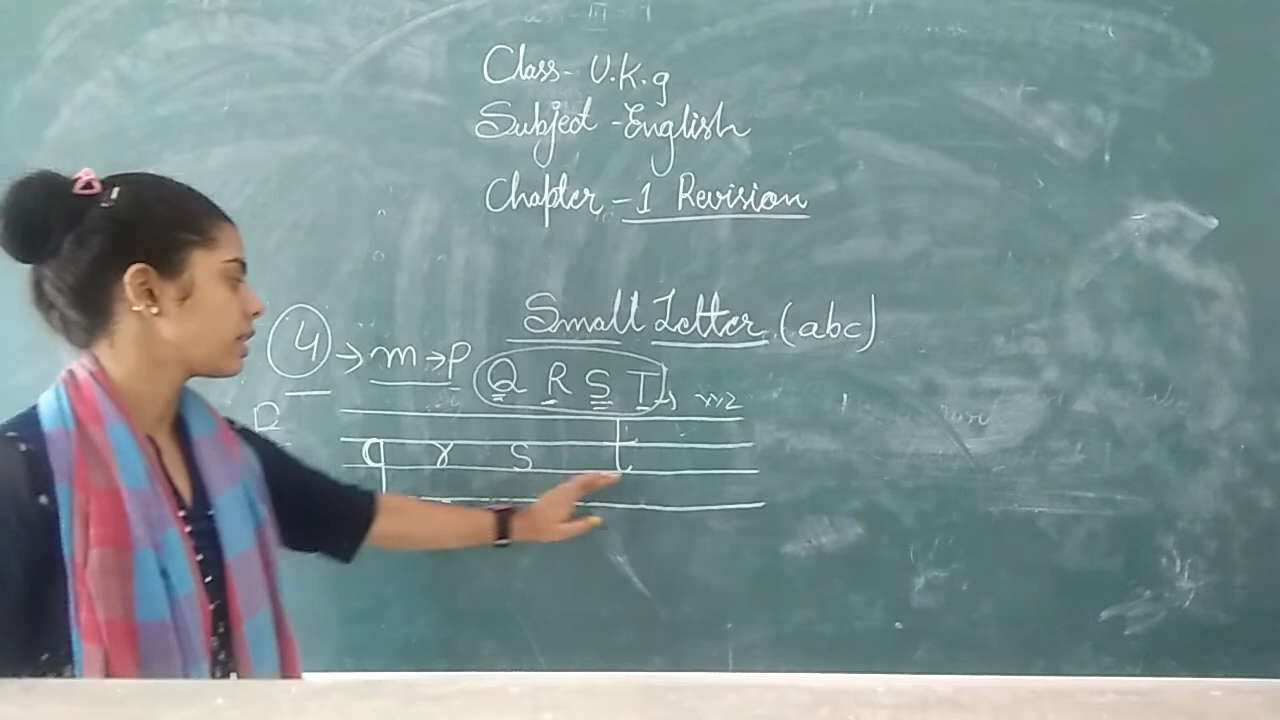 Class - U.K.g
Subject - English
Chapter - 1 Revision
Small Letter (abc)
4 → m → p Q R S T
q r s t